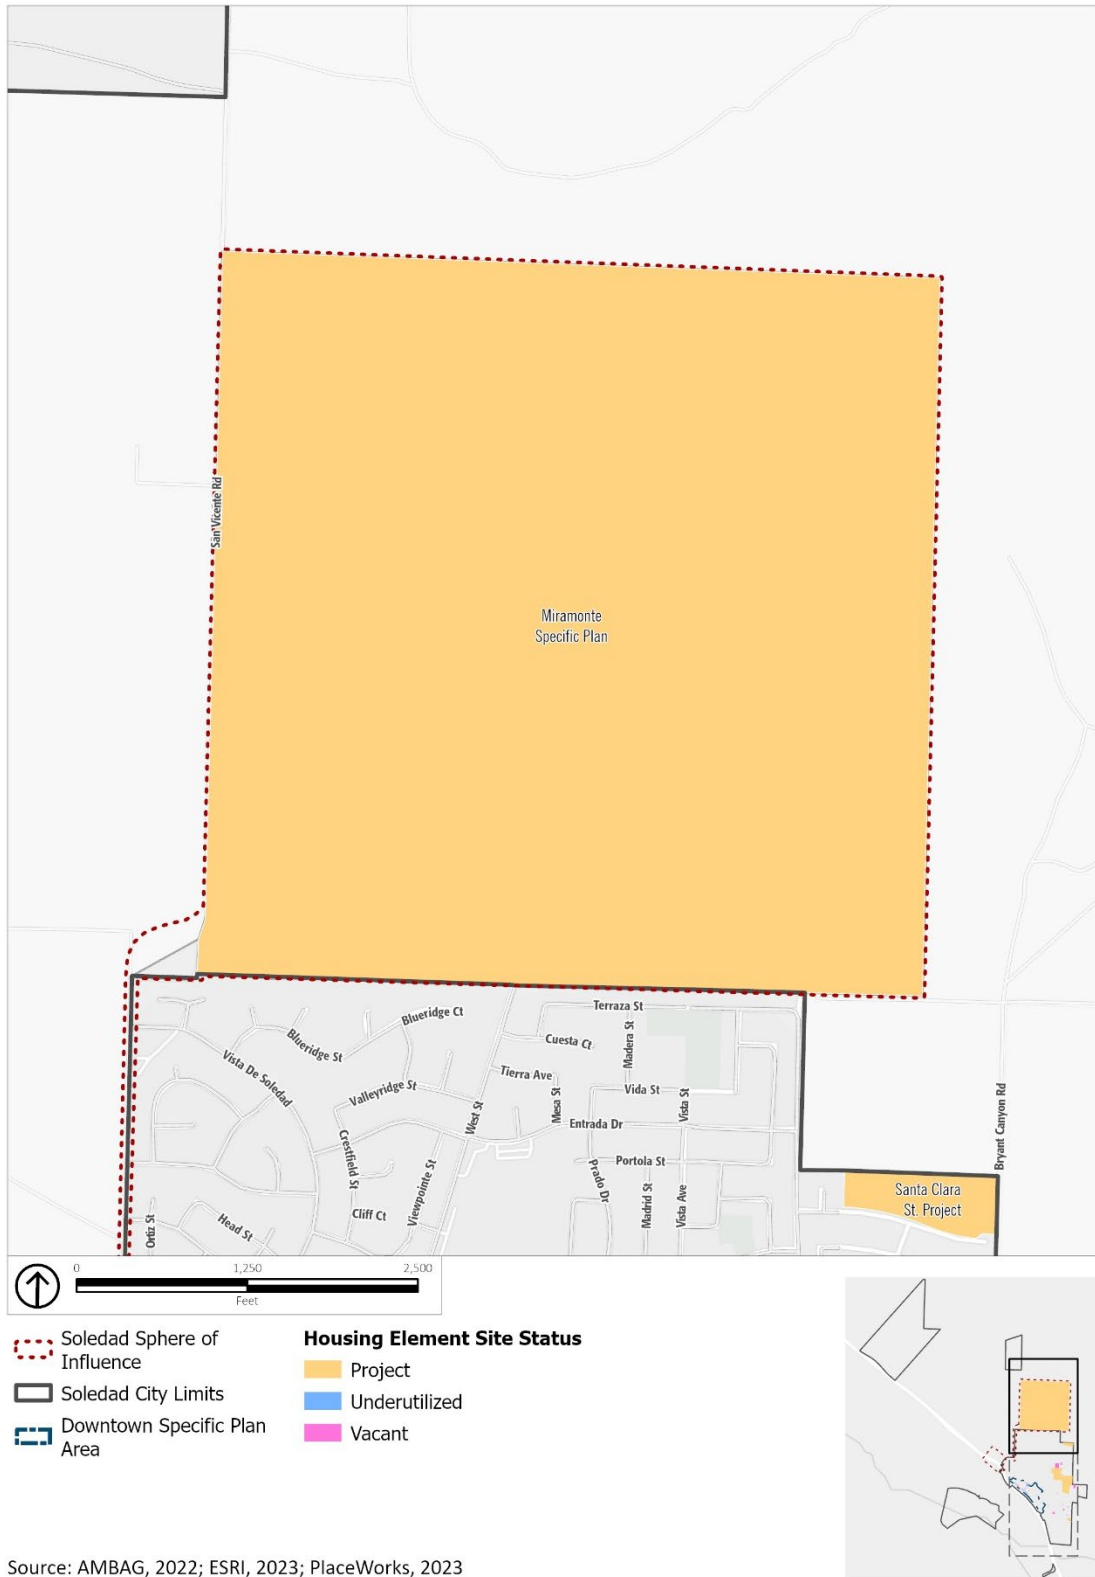 San Vicente Rd
Miramonte
Specific Plan
Terraza St
Blueridge Ct
Madera St
Blueridge St
Cuesta Ct
Vista De Soledad
Tierra Ave
Valleyridge St
Vida St
Mesa St
Vista St
West St
Entrada Dr
Bryant Canyon Rd
Crestfield St
Portola St
Viewpointe St
Prado Dr
Madrid St
Vista Ave
Santa Clara
St. Project
Cliff Ct
Ortiz St
Head St
0 1,250 2,500
Feet
Soledad Sphere of
Influence
Soledad City Limits
Downtown Specific Plan
Area
Housing Element Site Status
Project
Underutilized
Vacant
Source: AMBAG, 2022; ESRI, 2023; PlaceWorks, 2023